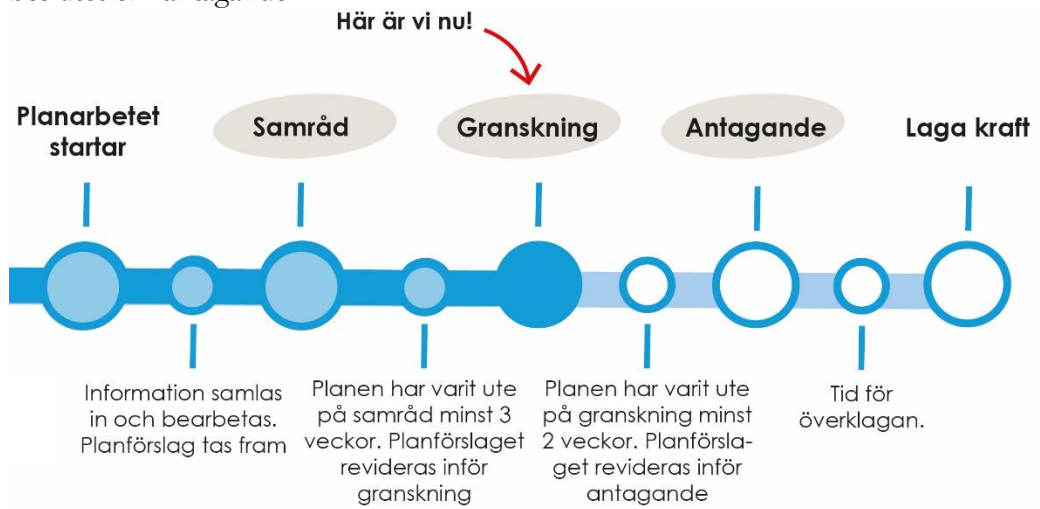 Här är vi nu!
Planarbetet
startar
Samråd
Granskning
Antagande
Laga kraft
Information samlas
in och bearbetas.
Planförslag tas fram
Planen har varit ute
på samråd minst 3
veckor. Planförslaget
revideras inför
granskning
Planen har varit ute
på granskning minst
2 veckor. Planförsla-
get revideras inför
antagande
Tid för
överklagan.